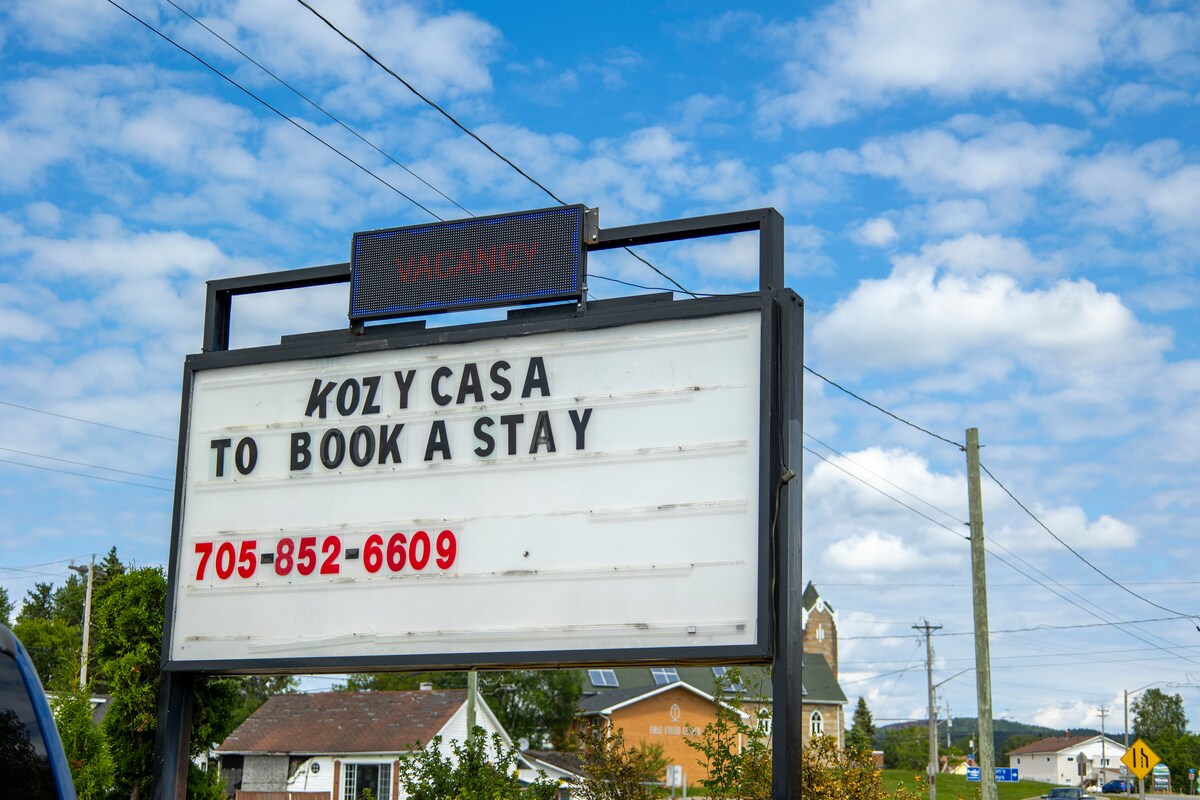 VACANCY
KOZY CASA
TO BOOK A STAY
705-852-6609